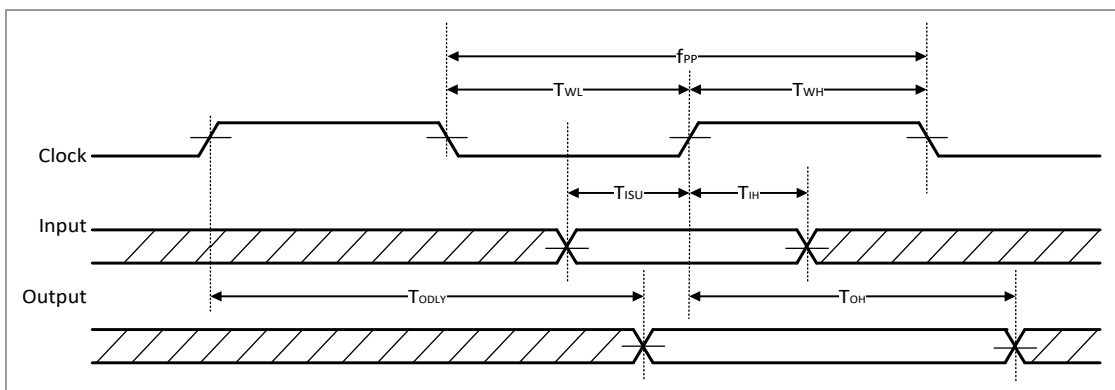 fPP
TWL TWH
Clock
TISU TIH
Input
TODLY TOH
Output